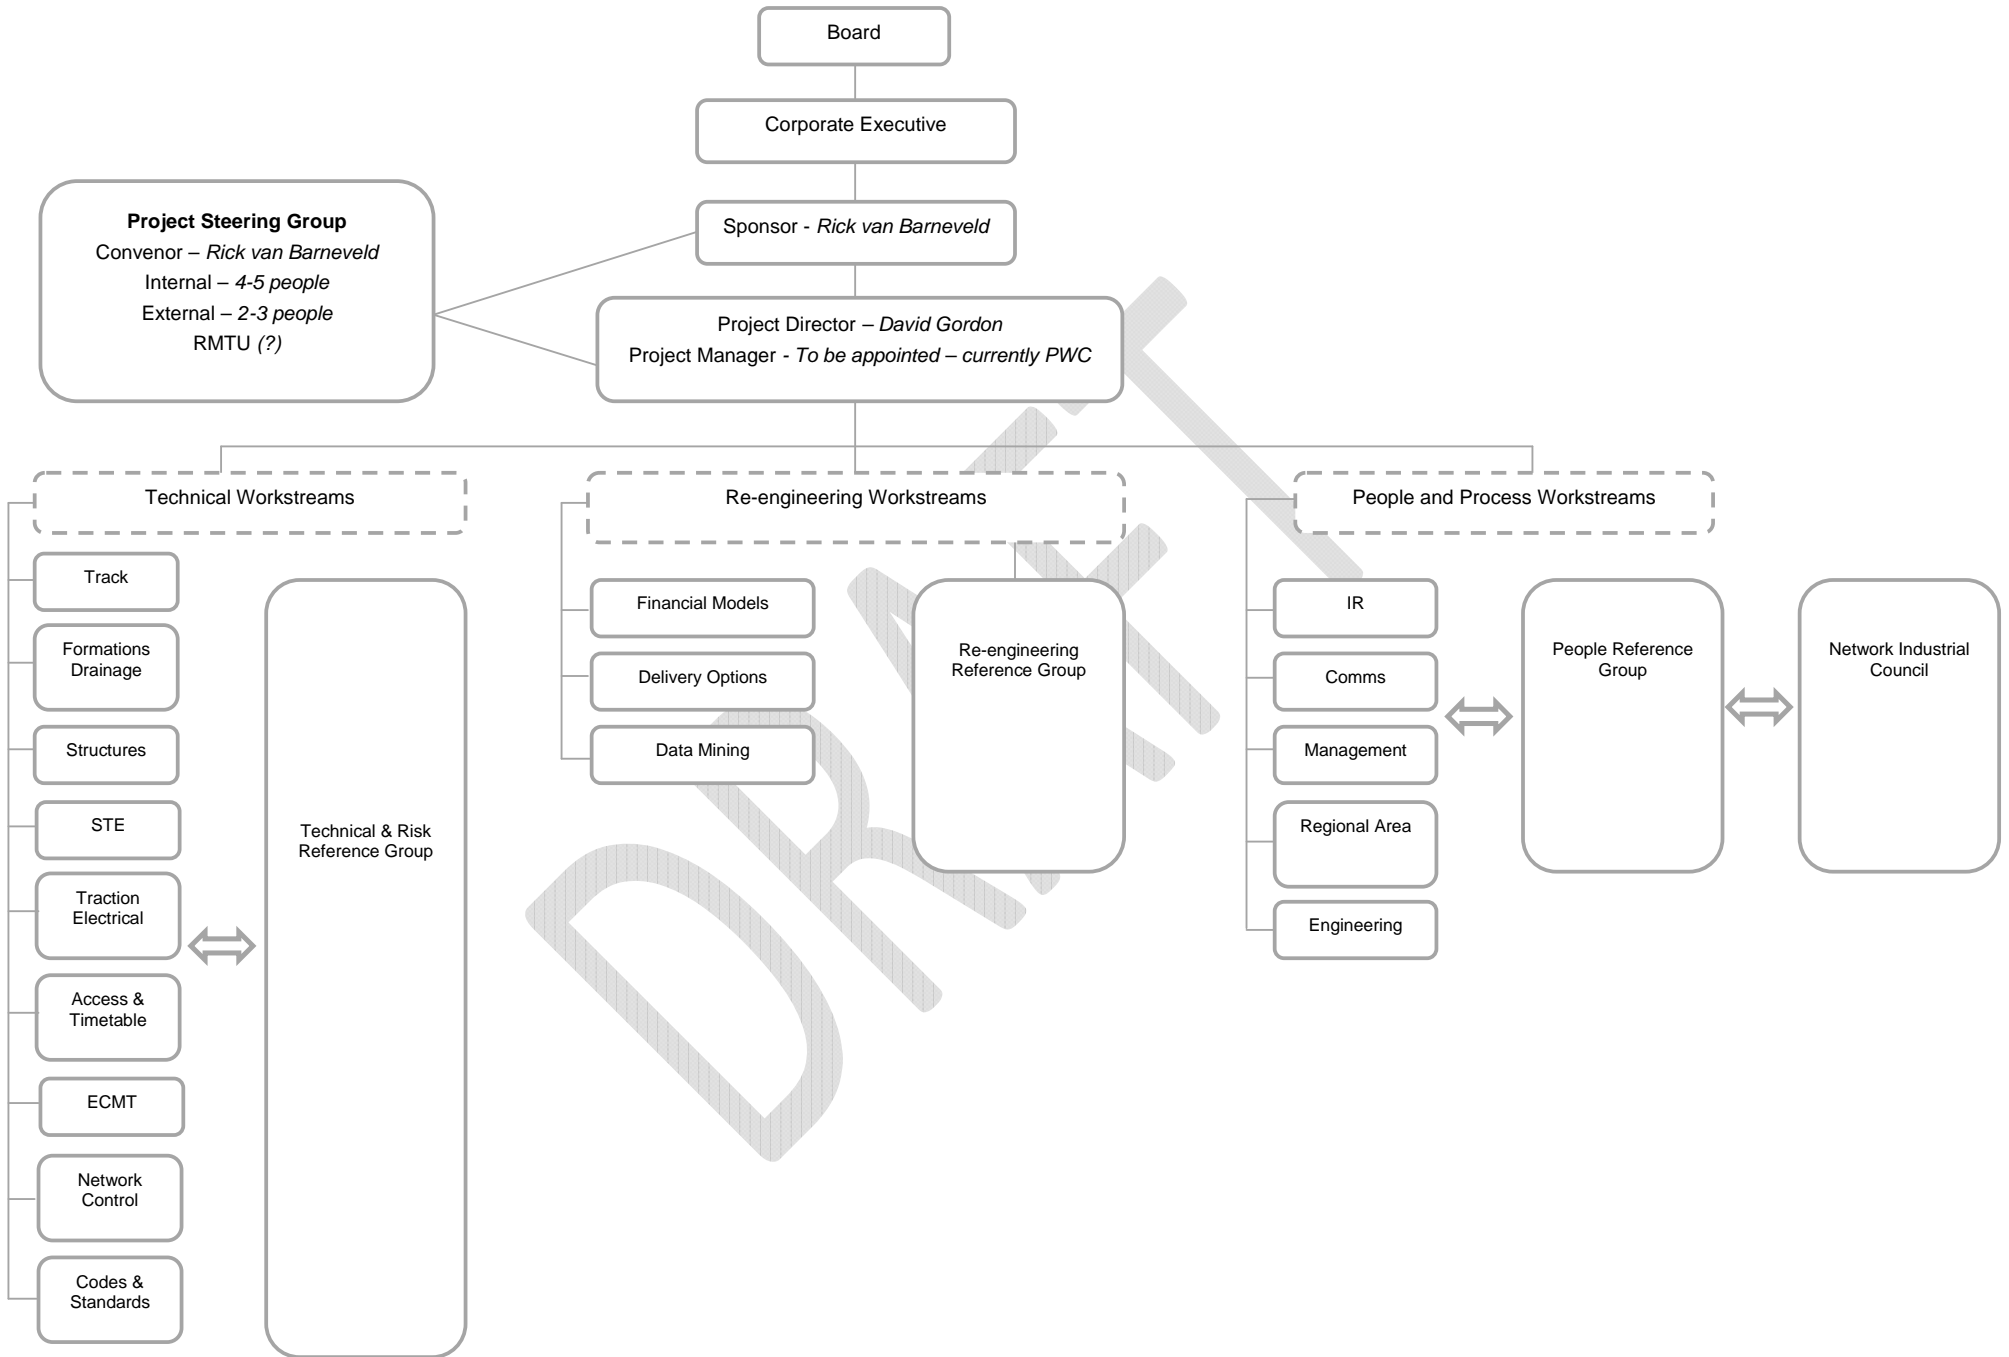 Board
Corporate Executive
Sponsor - Rick van Barneveld
Project Steering Group
Convenor – Rick van Barneveld
Internal – 4-5 people
External – 2-3 people
RMTU (?)
Project Director – David Gordon
Project Manager - To be appointed – currently PWC
Technical Workstreams
Track
Formations
Drainage
Structures
STE
Traction
Electrical
Access &
Timetable
ECMT
Network
Control
Codes &
Standards
Technical & Risk
Reference Group
Re-engineering Workstreams
Financial Models
Delivery Options
Data Mining
Re-engineering
Reference Group
People and Process Workstreams
IR
Comms
Management
Regional Area
Engineering
People Reference
Group
Network Industrial
Council
DRAFT